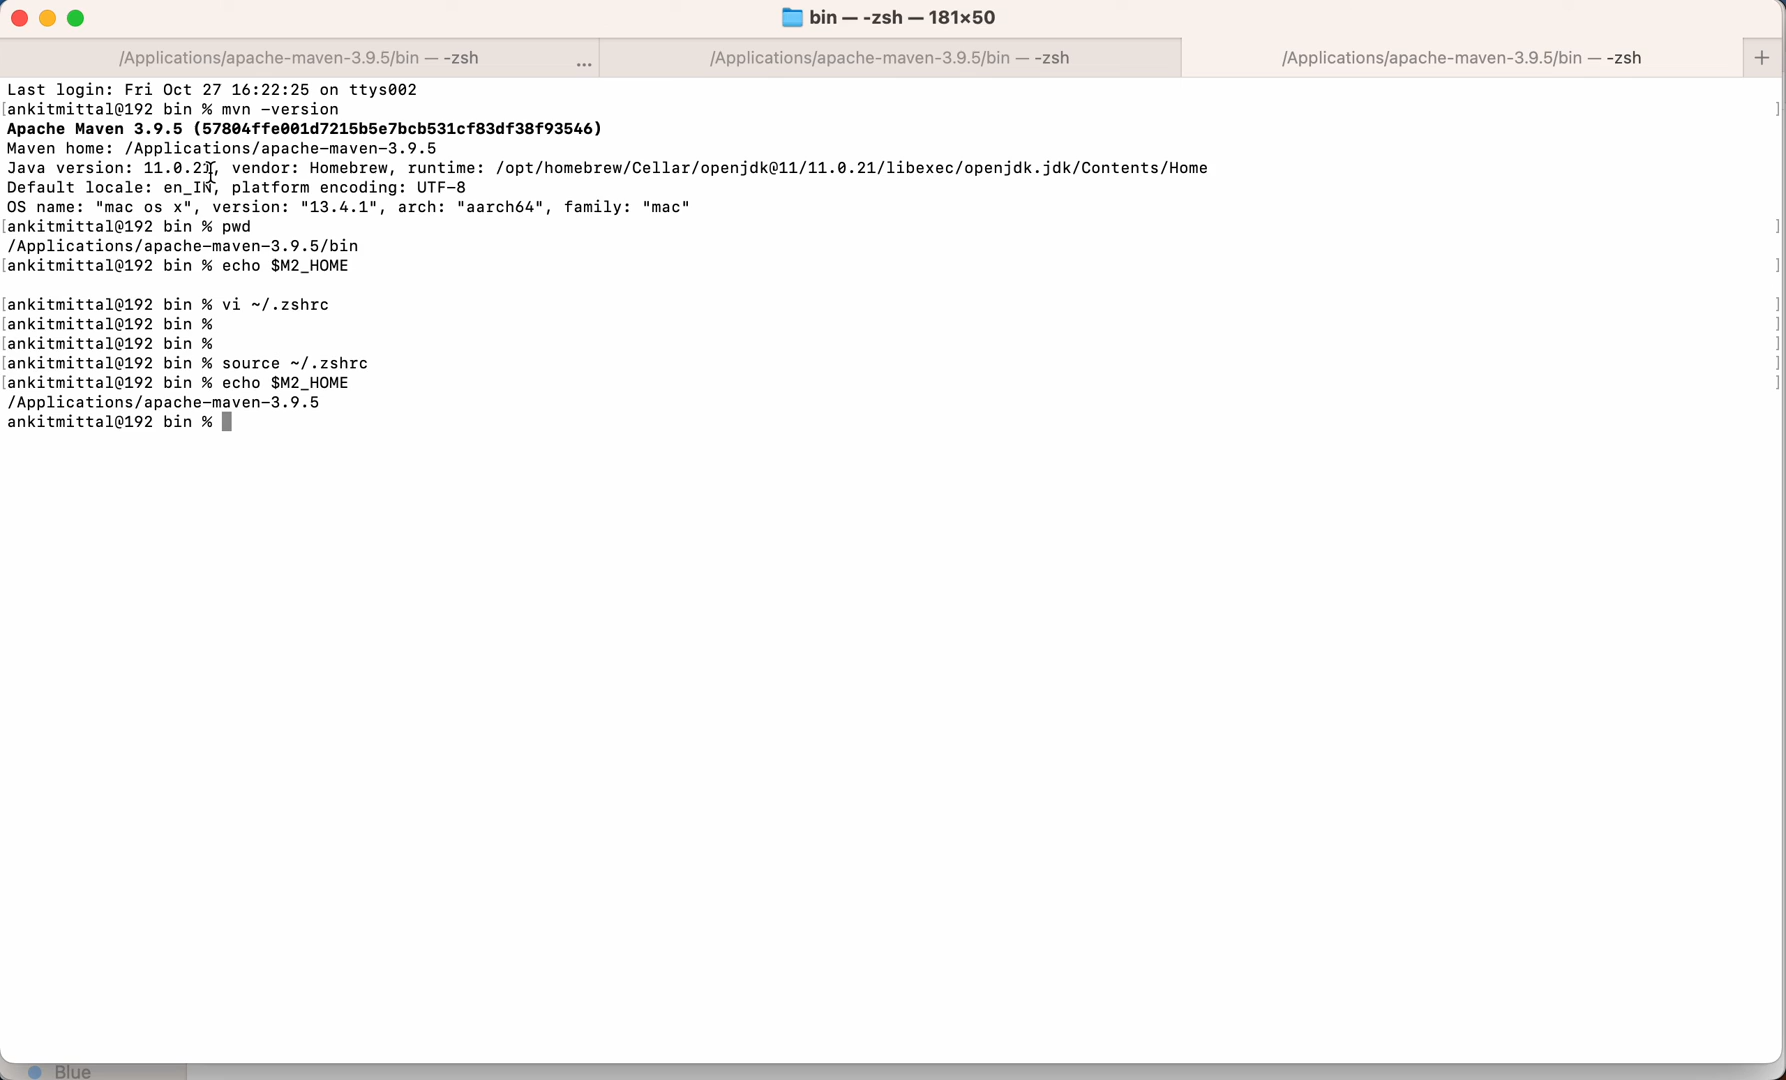 bin — -zsh — 181×50
/Applications/apache-maven-3.9.5/bin — -zsh ... /Applications/apache-maven-3.9.5/bin — -zsh /Applications/apache-maven-3.9.5/bin — -zsh +
Last login: Fri Oct 27 16:22:25 on ttys002
[ankitmittal@192 bin % mvn -version ]
Apache Maven 3.9.5 (57804ffe001d7215b5e7bcb531cf83df38f93546)
Maven home: /Applications/apache-maven-3.9.5
Java version: 11.0.21, vendor: Homebrew, runtime: /opt/homebrew/Cellar/openjdk@11/11.0.21/libexec/openjdk.jdk/Contents/Home
Default locale: en_IN, platform encoding: UTF-8
OS name: "mac os x", version: "13.4.1", arch: "aarch64", family: "mac"
[ankitmittal@192 bin % pwd ]
/Applications/apache-maven-3.9.5/bin
[ankitmittal@192 bin % echo $M2_HOME ]
[ankitmittal@192 bin % vi ~/.zshrc ]
[ankitmittal@192 bin % ]
[ankitmittal@192 bin % ]
[ankitmittal@192 bin % source ~/.zshrc ]
[ankitmittal@192 bin % echo $M2_HOME ]
/Applications/apache-maven-3.9.5
ankitmittal@192 bin %
Blue